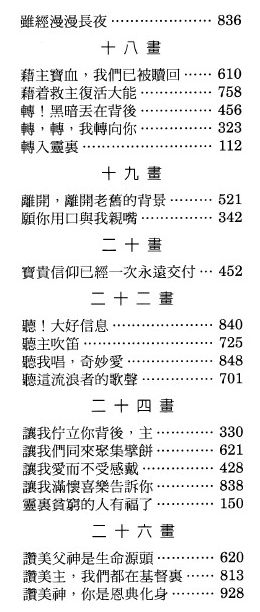 雖經漫漫長夜 ………………… 836
十八畫
藉主寶血，我們已被贖回 …… 610
藉着救主復活大能 …………… 758
轉！黑暗丟在背後 …………… 456
轉，轉，我轉向你 …………… 323
轉入靈裏 ……………………… 112
十九畫
離開，離開老舊的背景 ……… 521
願你用口與我親嘴 …………… 342
二十畫
寶貴信仰已經一次永遠交付 … 452
二十二畫
聽！大好信息 ………………… 840
聽主吹笛 ……………………… 725
聽我唱，奇妙愛 ……………… 848
聽這流浪者的歌聲 …………… 701
二十四畫
讓我佇立你背後，主 ………… 330
讓我們同來聚集擘餅 ………… 621
讓我愛而不受感戴 …………… 428
讓我滿懷喜樂告訴你 ………… 838
靈裏貧窮的人有福了 ………… 150
二十六畫
讚美父神是生命源頭 ………… 620
讚美主，我們都在基督裏 …… 813
讚美神，你是恩典化身 ……… 928